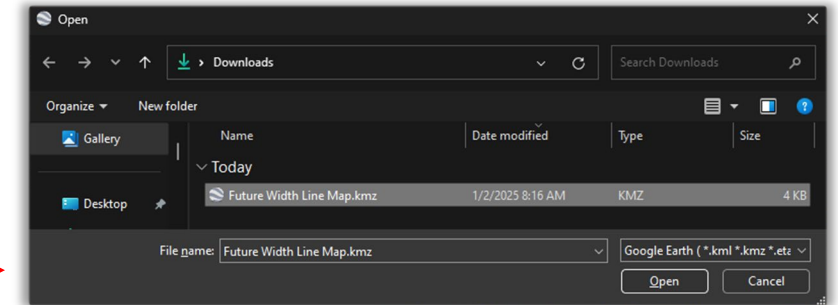 Open
Downloads
Search Downloads
Organize
New folder
Gallery
Name
Date modified
Type
Size
Today
Future Width Line Map.kmz
1/2/2025 8:16 AM
KMZ
4 KB
Desktop
File name:
Future Width Line Map.kmz
Google Earth ( *.kml *.kmz *.eta
Open
Cancel